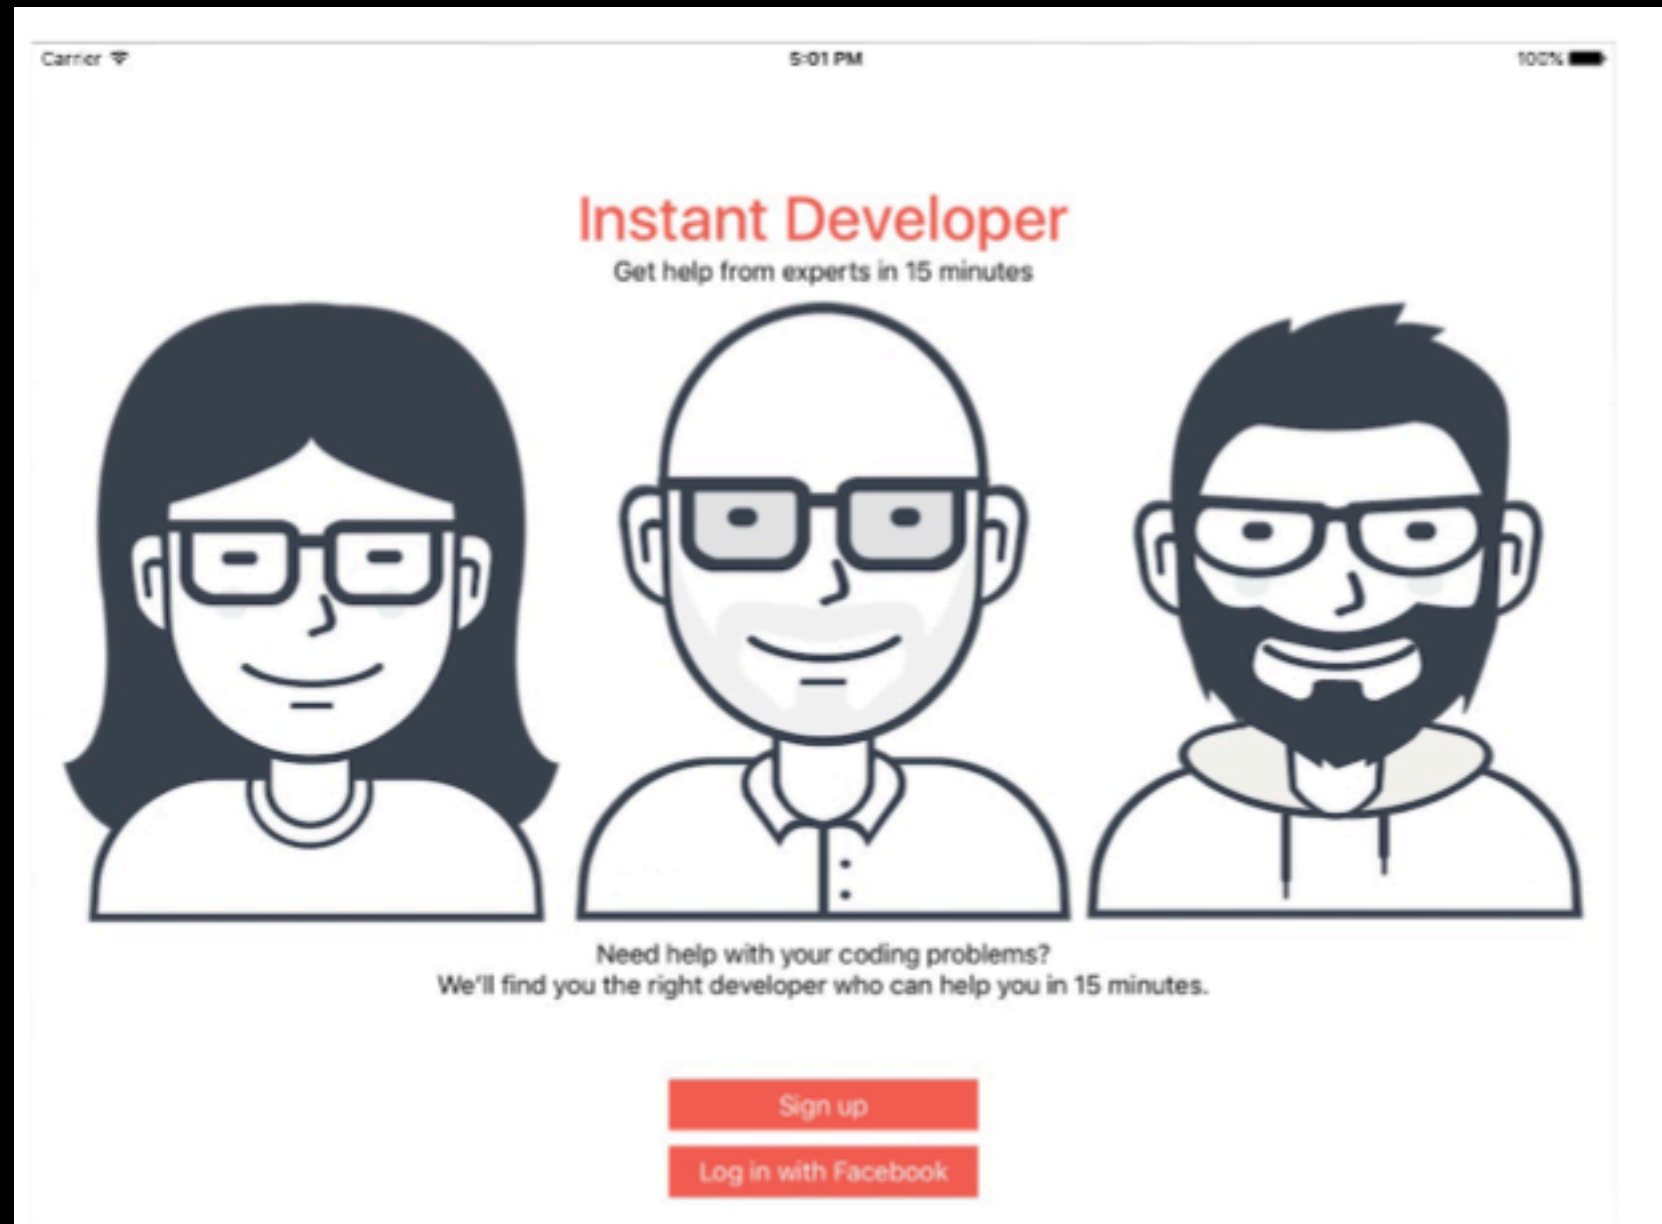 Carrier
5:01 PM
100%
Instant Developer
Get help from experts in 15 minutes
Need help with your coding problems?
We'll find you the right developer who can help you in 15 minutes.
Sign up
Log in with Facebook